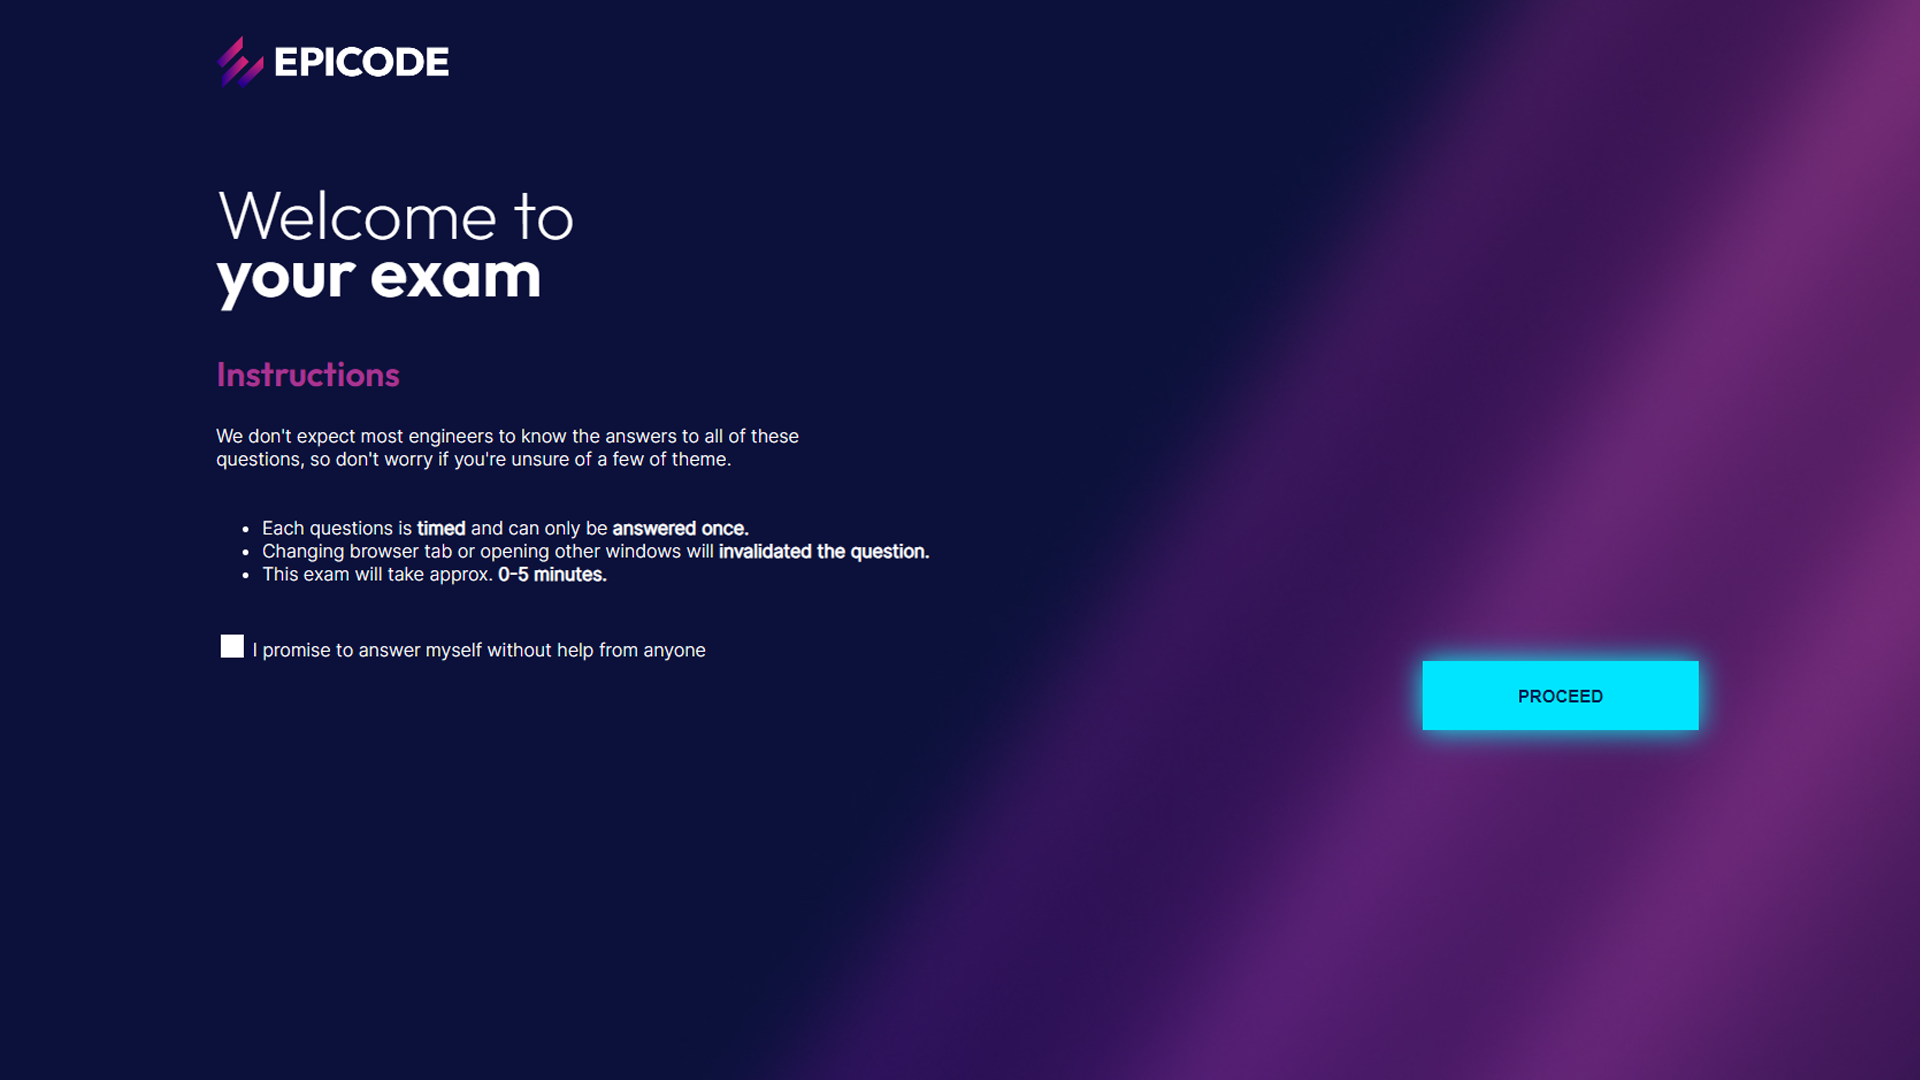 EPICODE
Welcome to
your exam
Instructions
We don't expect most engineers to know the answers to all of these
questions, so don't worry if you're unsure of a few of theme.
• Each questions is timed and can only be answered once.
• Changing browser tab or opening other windows will invalidated the question.
• This exam will take approx. 0-5 minutes.
I promise to answer myself without help from anyone
PROCEED